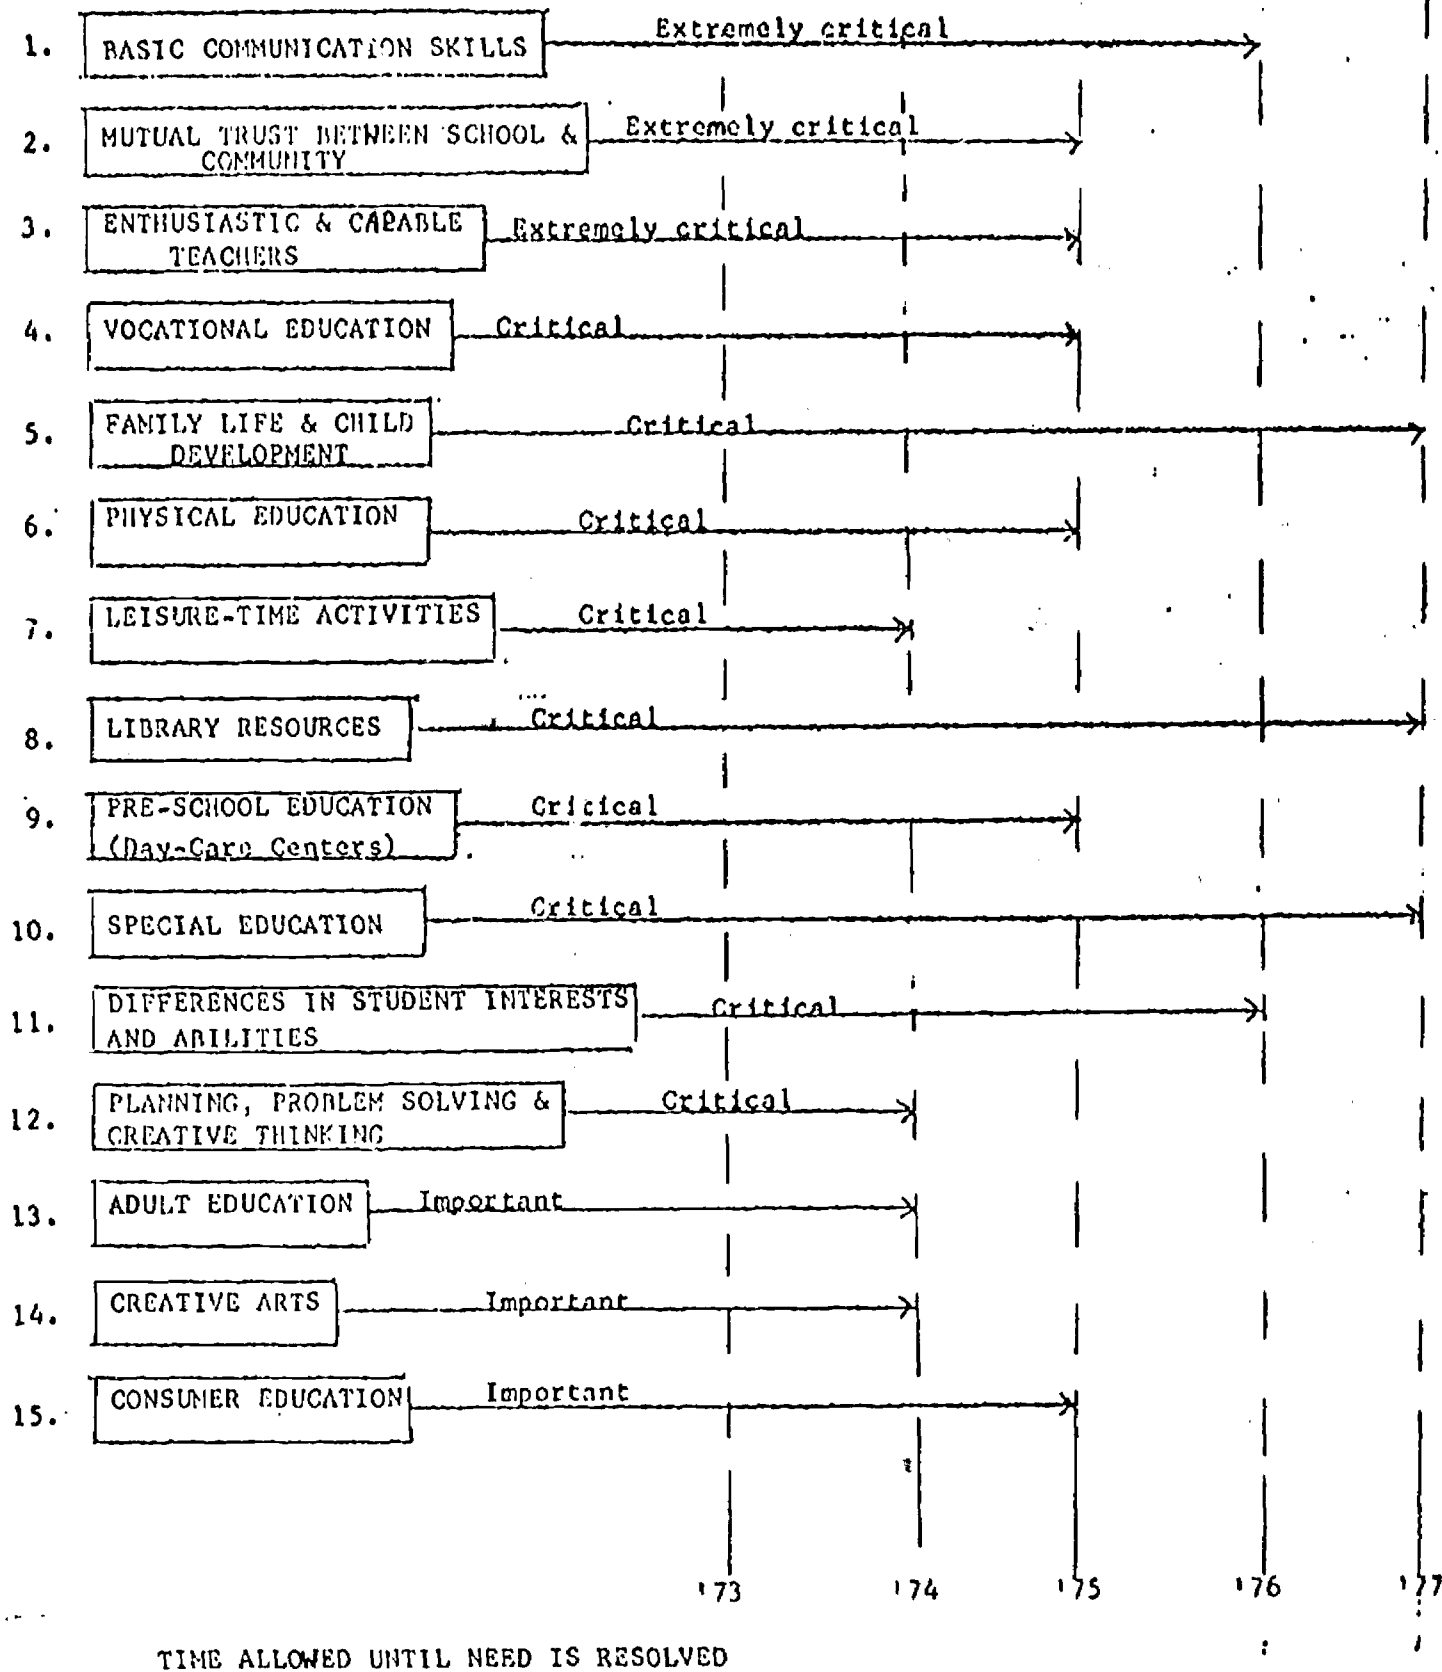 1. BASIC COMMUNICATION SKILLS Extremely critical
2. MUTUAL TRUST BETWEEN SCHOOL &
COMMUNITY Extremely critical
3. ENTHUSIASTIC & CAPABLE
TEACHERS Extremely critical
4. VOCATIONAL EDUCATION Critical
5. FAMILY LIFE & CHILD
DEVELOPMENT Critical
6. PHYSICAL EDUCATION Critical
7. LEISURE-TIME ACTIVITIES Critical
8. LIBRARY RESOURCES Critical
9. PRE-SCHOOL EDUCATION
(Day-Care Centers) Critical
10. SPECIAL EDUCATION Critical
11. DIFFERENCES IN STUDENT INTERESTS
AND ABILITIES Critical
12. PLANNING, PROBLEM SOLVING &
CREATIVE THINKING Critical
13. ADULT EDUCATION Important
14. CREATIVE ARTS Important
15. CONSUMER EDUCATION Important
'73 '74 '75 '76 '77
TIME ALLOWED UNTIL NEED IS RESOLVED